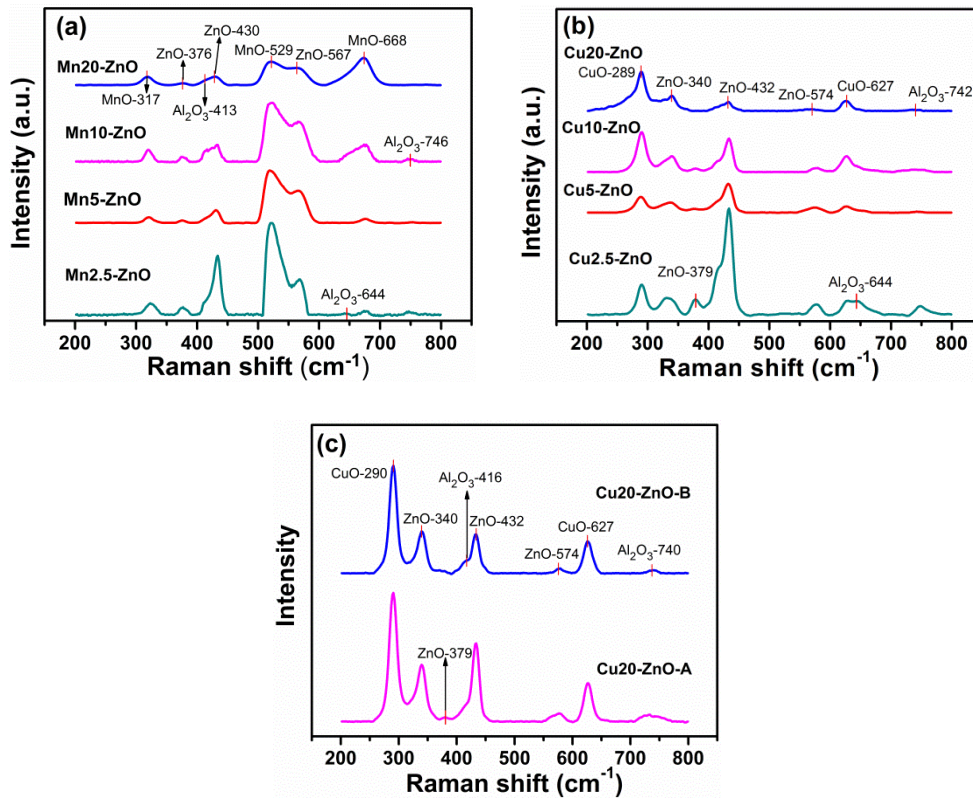 (a)
ZnO-430
ZnO-376
MnO-529
ZnO-567
MnO-668
Mn20-ZnO
MnO-317
Al₂O₃-413
Mn10-ZnO
Al₂O₃-746
Mn5-ZnO
Mn2.5-ZnO
Al₂O₃-644
200 300 400 500 600 700 800
Raman shift (cm⁻¹)
Intensity (a.u.)
(b)
Cu20-ZnO
CuO-289
ZnO-340
ZnO-432
ZnO-574
CuO-627
Al₂O₃-742
Cu10-ZnO
Cu5-ZnO
Cu2.5-ZnO
ZnO-379
Al₂O₃-644
200 300 400 500 600 700 800
Raman shift (cm⁻¹)
Intensity (a.u.)
(c)
CuO-290
Al₂O₃-416
ZnO-340
ZnO-432
Cu20-ZnO-B
CuO-627
ZnO-574
Al₂O₃-740
ZnO-379
Cu20-ZnO-A
200 300 400 500 600 700 800
Raman shift (cm⁻¹)
Intensity